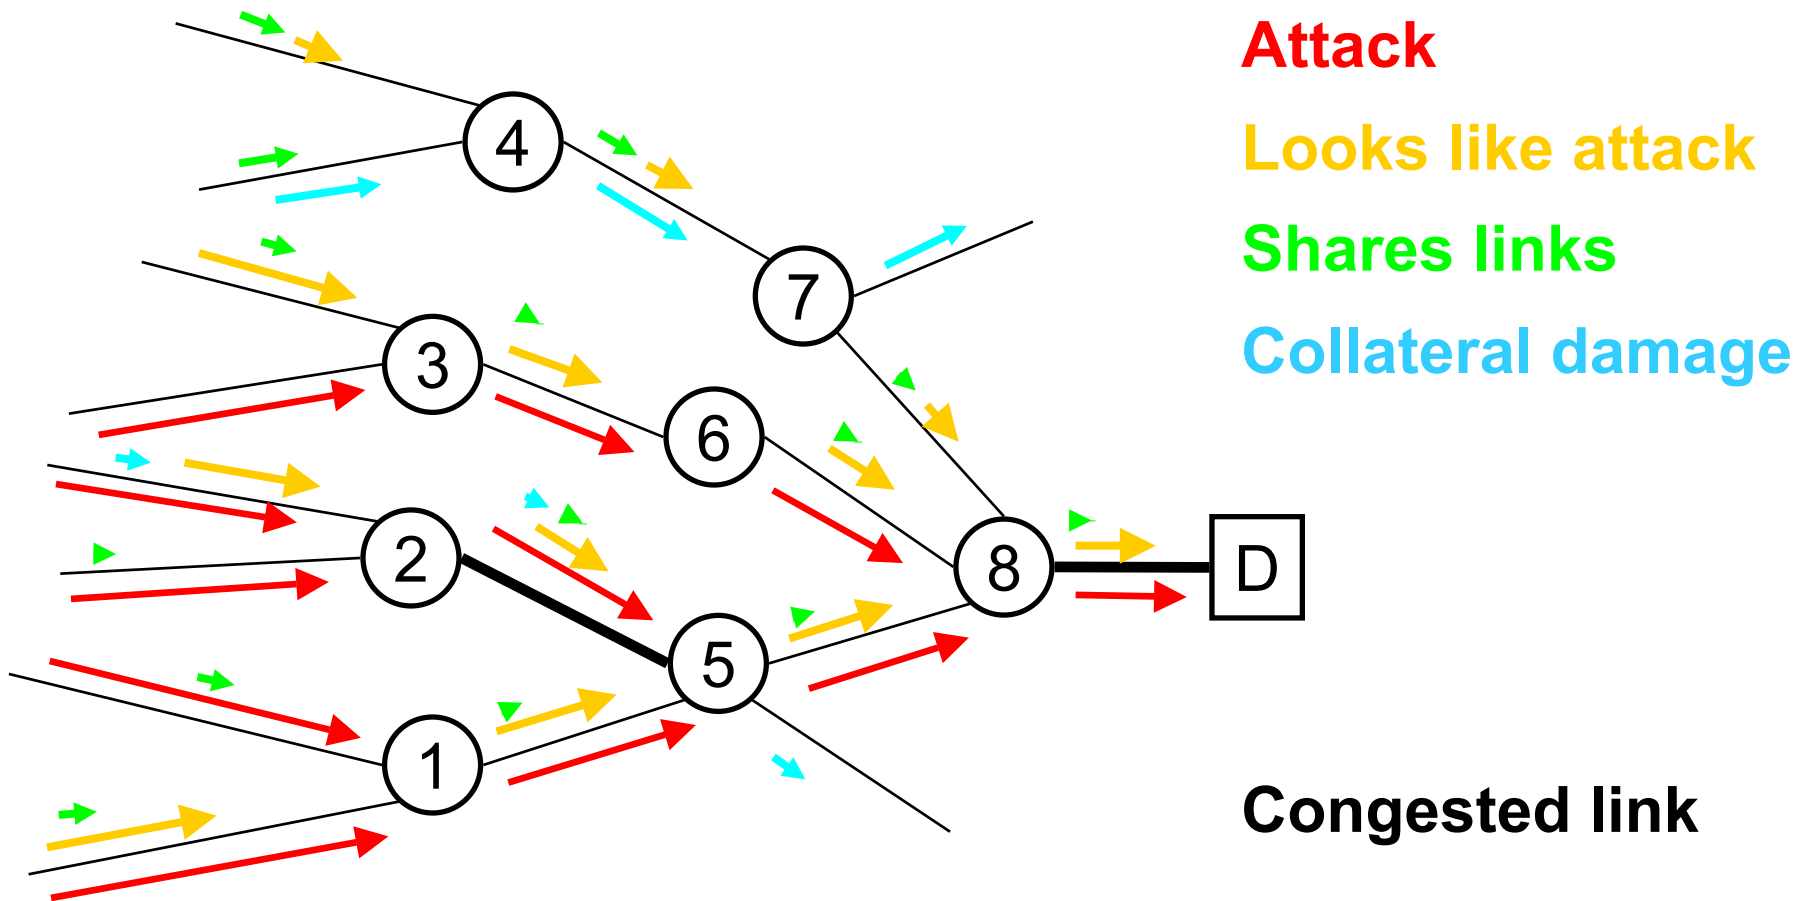 Attack
Looks like attack
Shares links
Collateral damage
4
7
3
6
2
8
D
5
1
Congested link